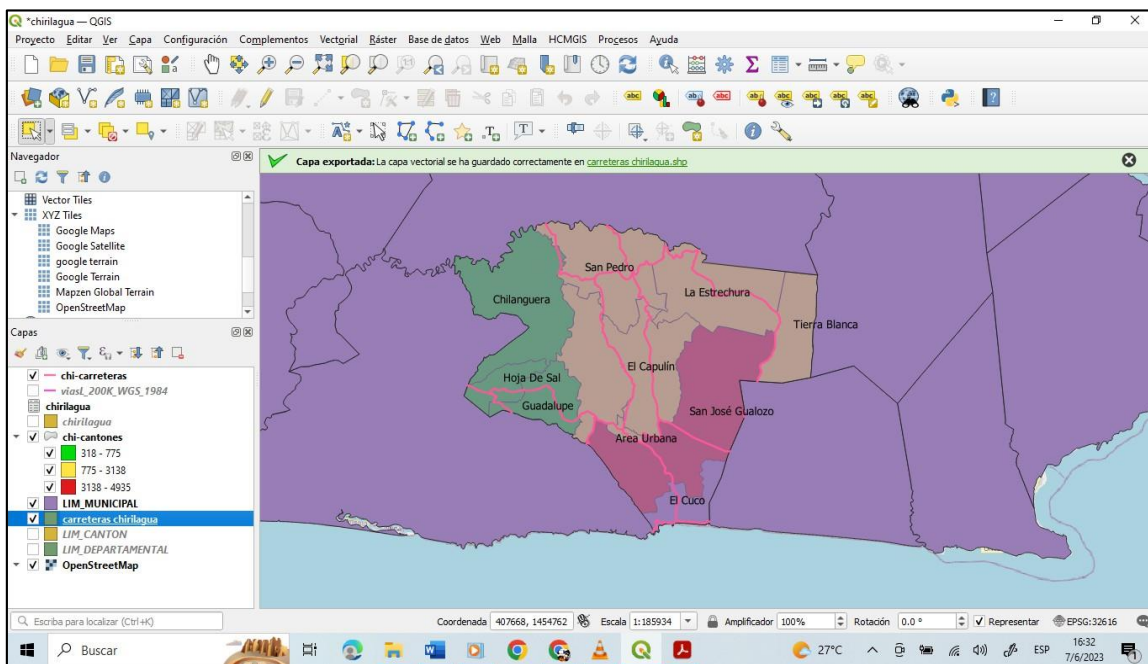 *chirilagua — QGIS
Proyecto Editar Ver Capa Configuración Complementos Vectorial Ráster Base de datos Web Malla HCMGIS Procesos Ayuda
Navegador
Vector Tiles
XYZ Tiles
Google Maps
Google Satellite
google terrain
Google Terrain
Mapzen Global Terrain
OpenStreetMap
Capas
chi-carreteras
viasL_200K_WGS_1984
chirilagua
chirilagua
chi-cantones
318 - 775
775 - 3138
3138 - 4935
LIM_MUNICIPAL
carreteras chirilagua
LIM_CANTON
LIM_DEPARTAMENTAL
OpenStreetMap
Capa exportada: La capa vectorial se ha guardado correctamente en carreteras chirilagua.shp
San Pedro
La Estrechura
Chilanguera
Tierra Blanca
El Capulín
Hoja De Sal
Guadalupe
San José Gualozo
Area Urbana
El Cuco
Escriba para localizar (Ctrl+K)
Coordenada 407668, 1454762 Escala 1:185934 Amplificador 100% Rotación 0.0 ° Representar EPSG:32616
Buscar
27°C
ESP
16:32
7/6/2023